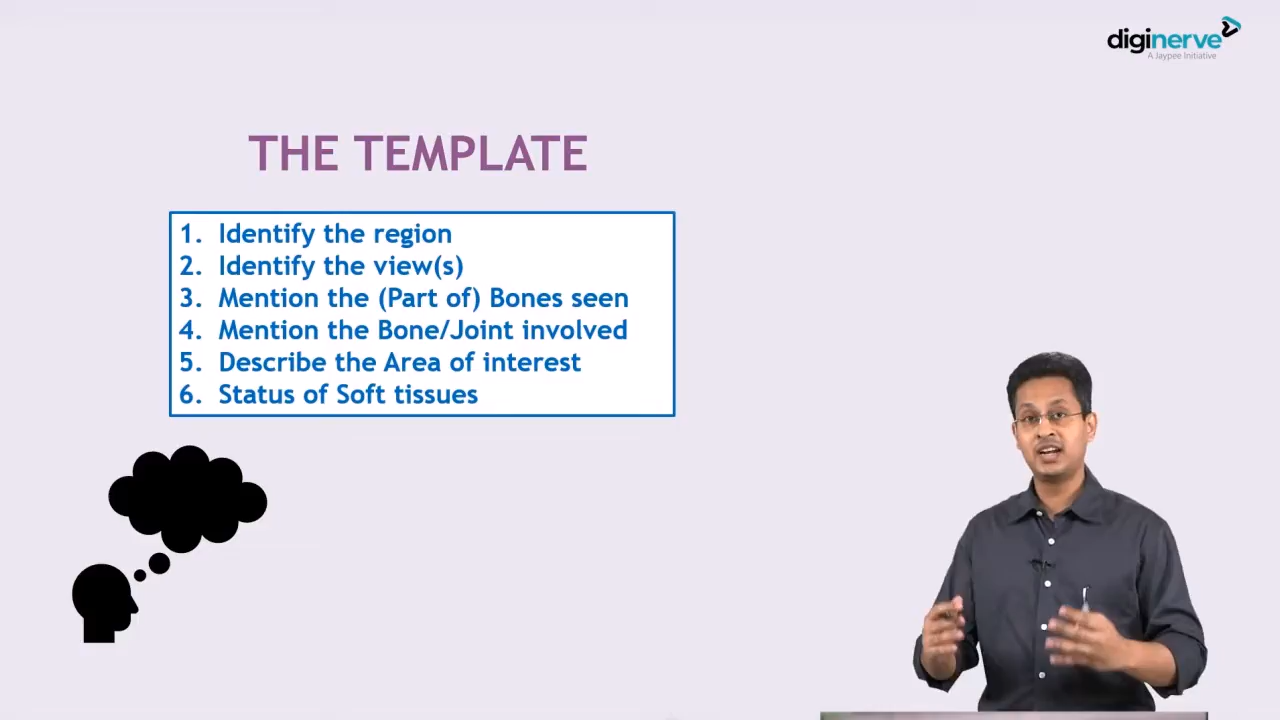 diginerve
A Jaypee Initiative
THE TEMPLATE
1. Identify the region
2. Identify the view(s)
3. Mention the (Part of) Bones seen
4. Mention the Bone/Joint involved
5. Describe the Area of interest
6. Status of Soft tissues